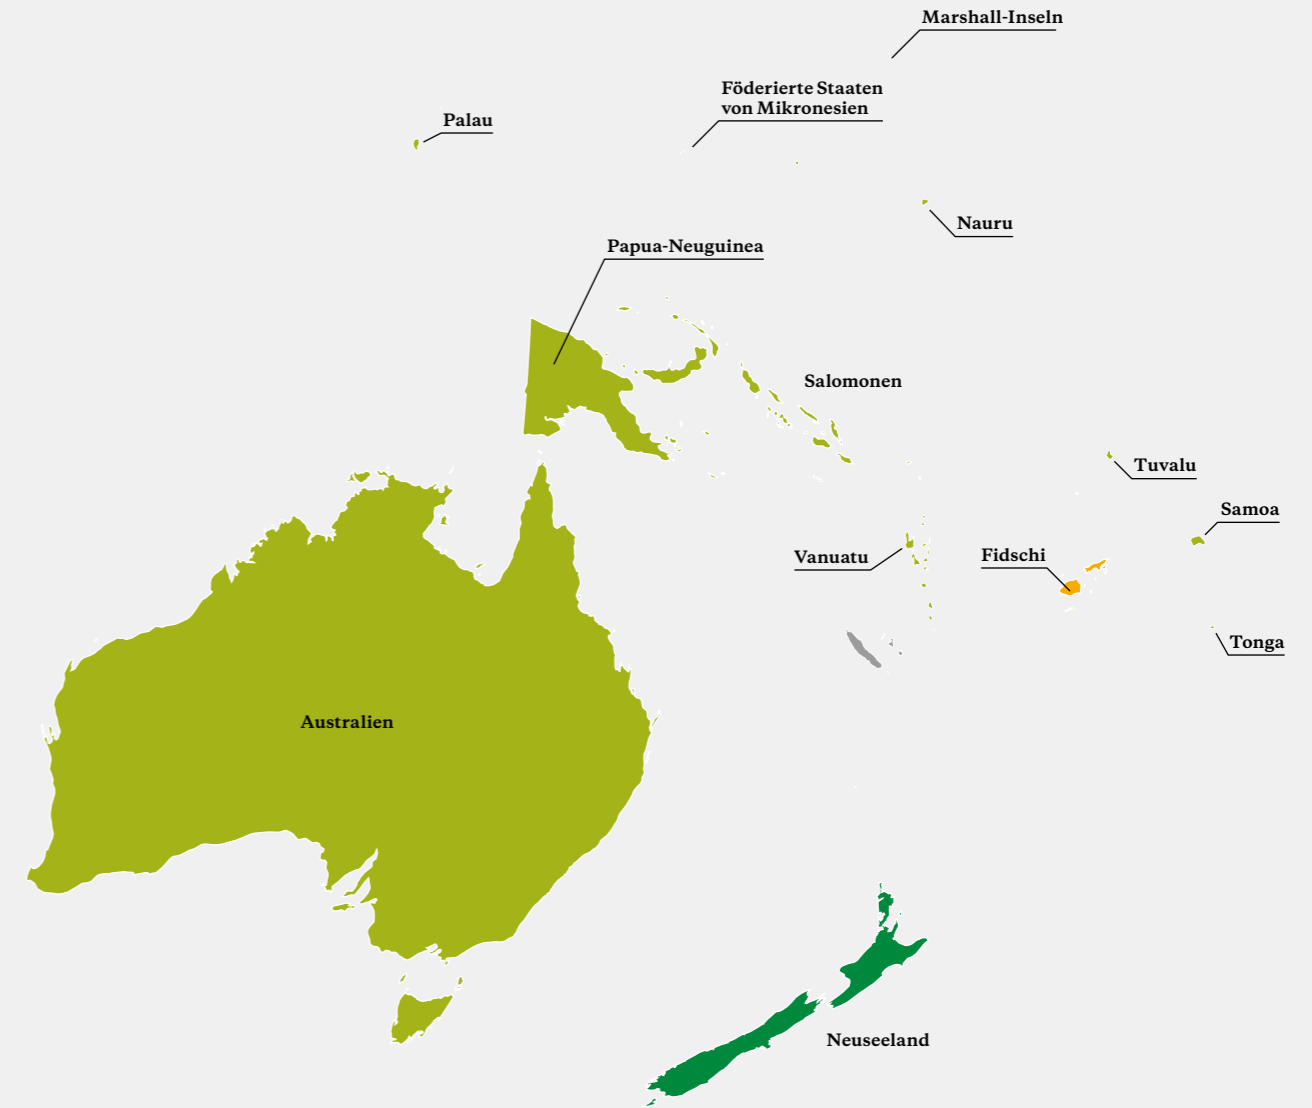 Marshall-Inseln
Föderierte Staaten
von Mikronesien
Palau
Nauru
Papua-Neuguinea
Salomonen
Tuvalu
Samoa
Vanuatu
Fidschi
Tonga
Australien
Neuseeland